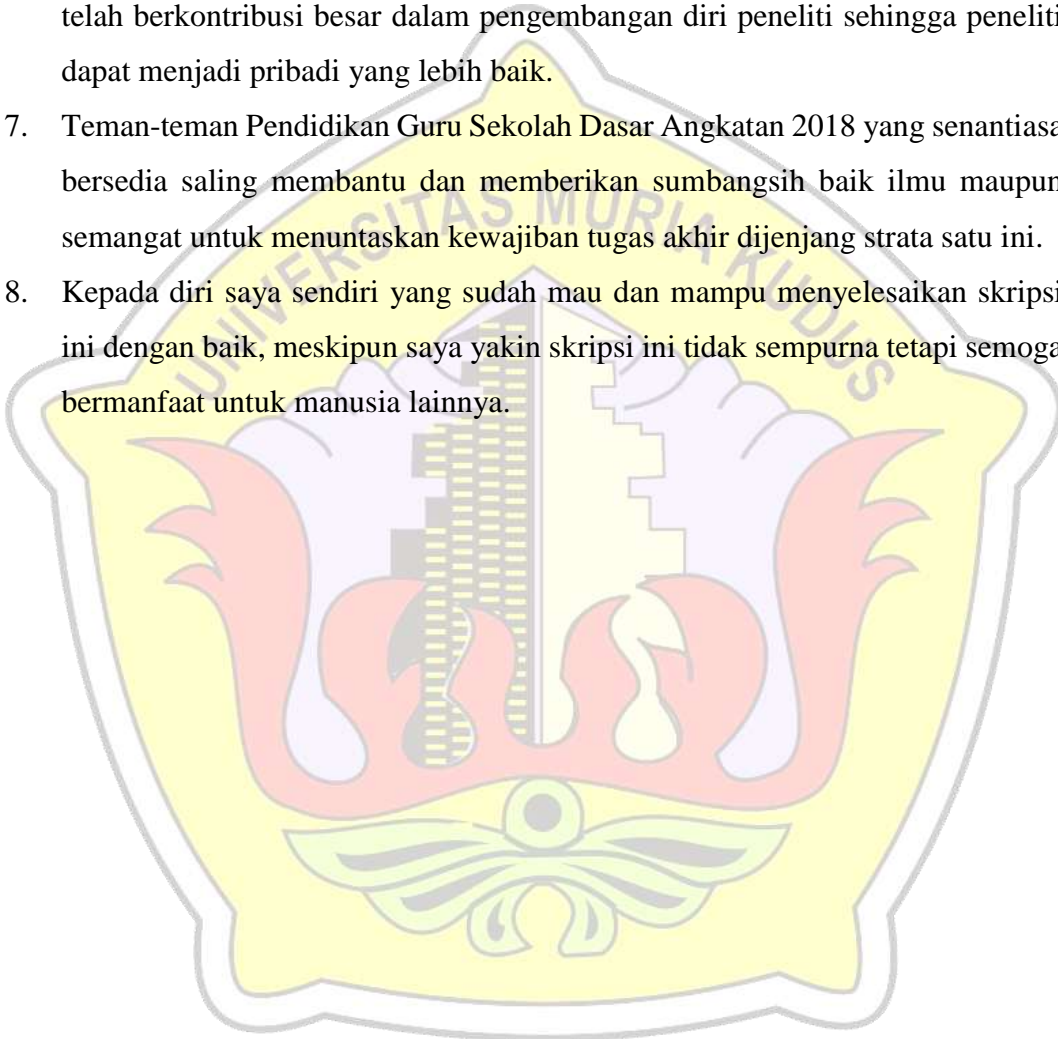 telah berkontribusi besar dalam pengembangan diri peneliti sehingga peneliti
dapat menjadi pribadi yang lebih baik.
7. Teman-teman Pendidikan Guru Sekolah Dasar Angkatan 2018 yang senantiasa
bersedia saling membantu dan memberikan sumbangsih baik ilmu maupun
semangat untuk menuntaskan kewajiban tugas akhir dijenjang strata satu ini.
8. Kepada diri saya sendiri yang sudah mau dan mampu menyelesaikan skripsi
ini dengan baik, meskipun saya yakin skripsi ini tidak sempurna tetapi semoga
bermanfaat untuk manusia lainnya.
UNIVERSITAS MURIA KUDUS